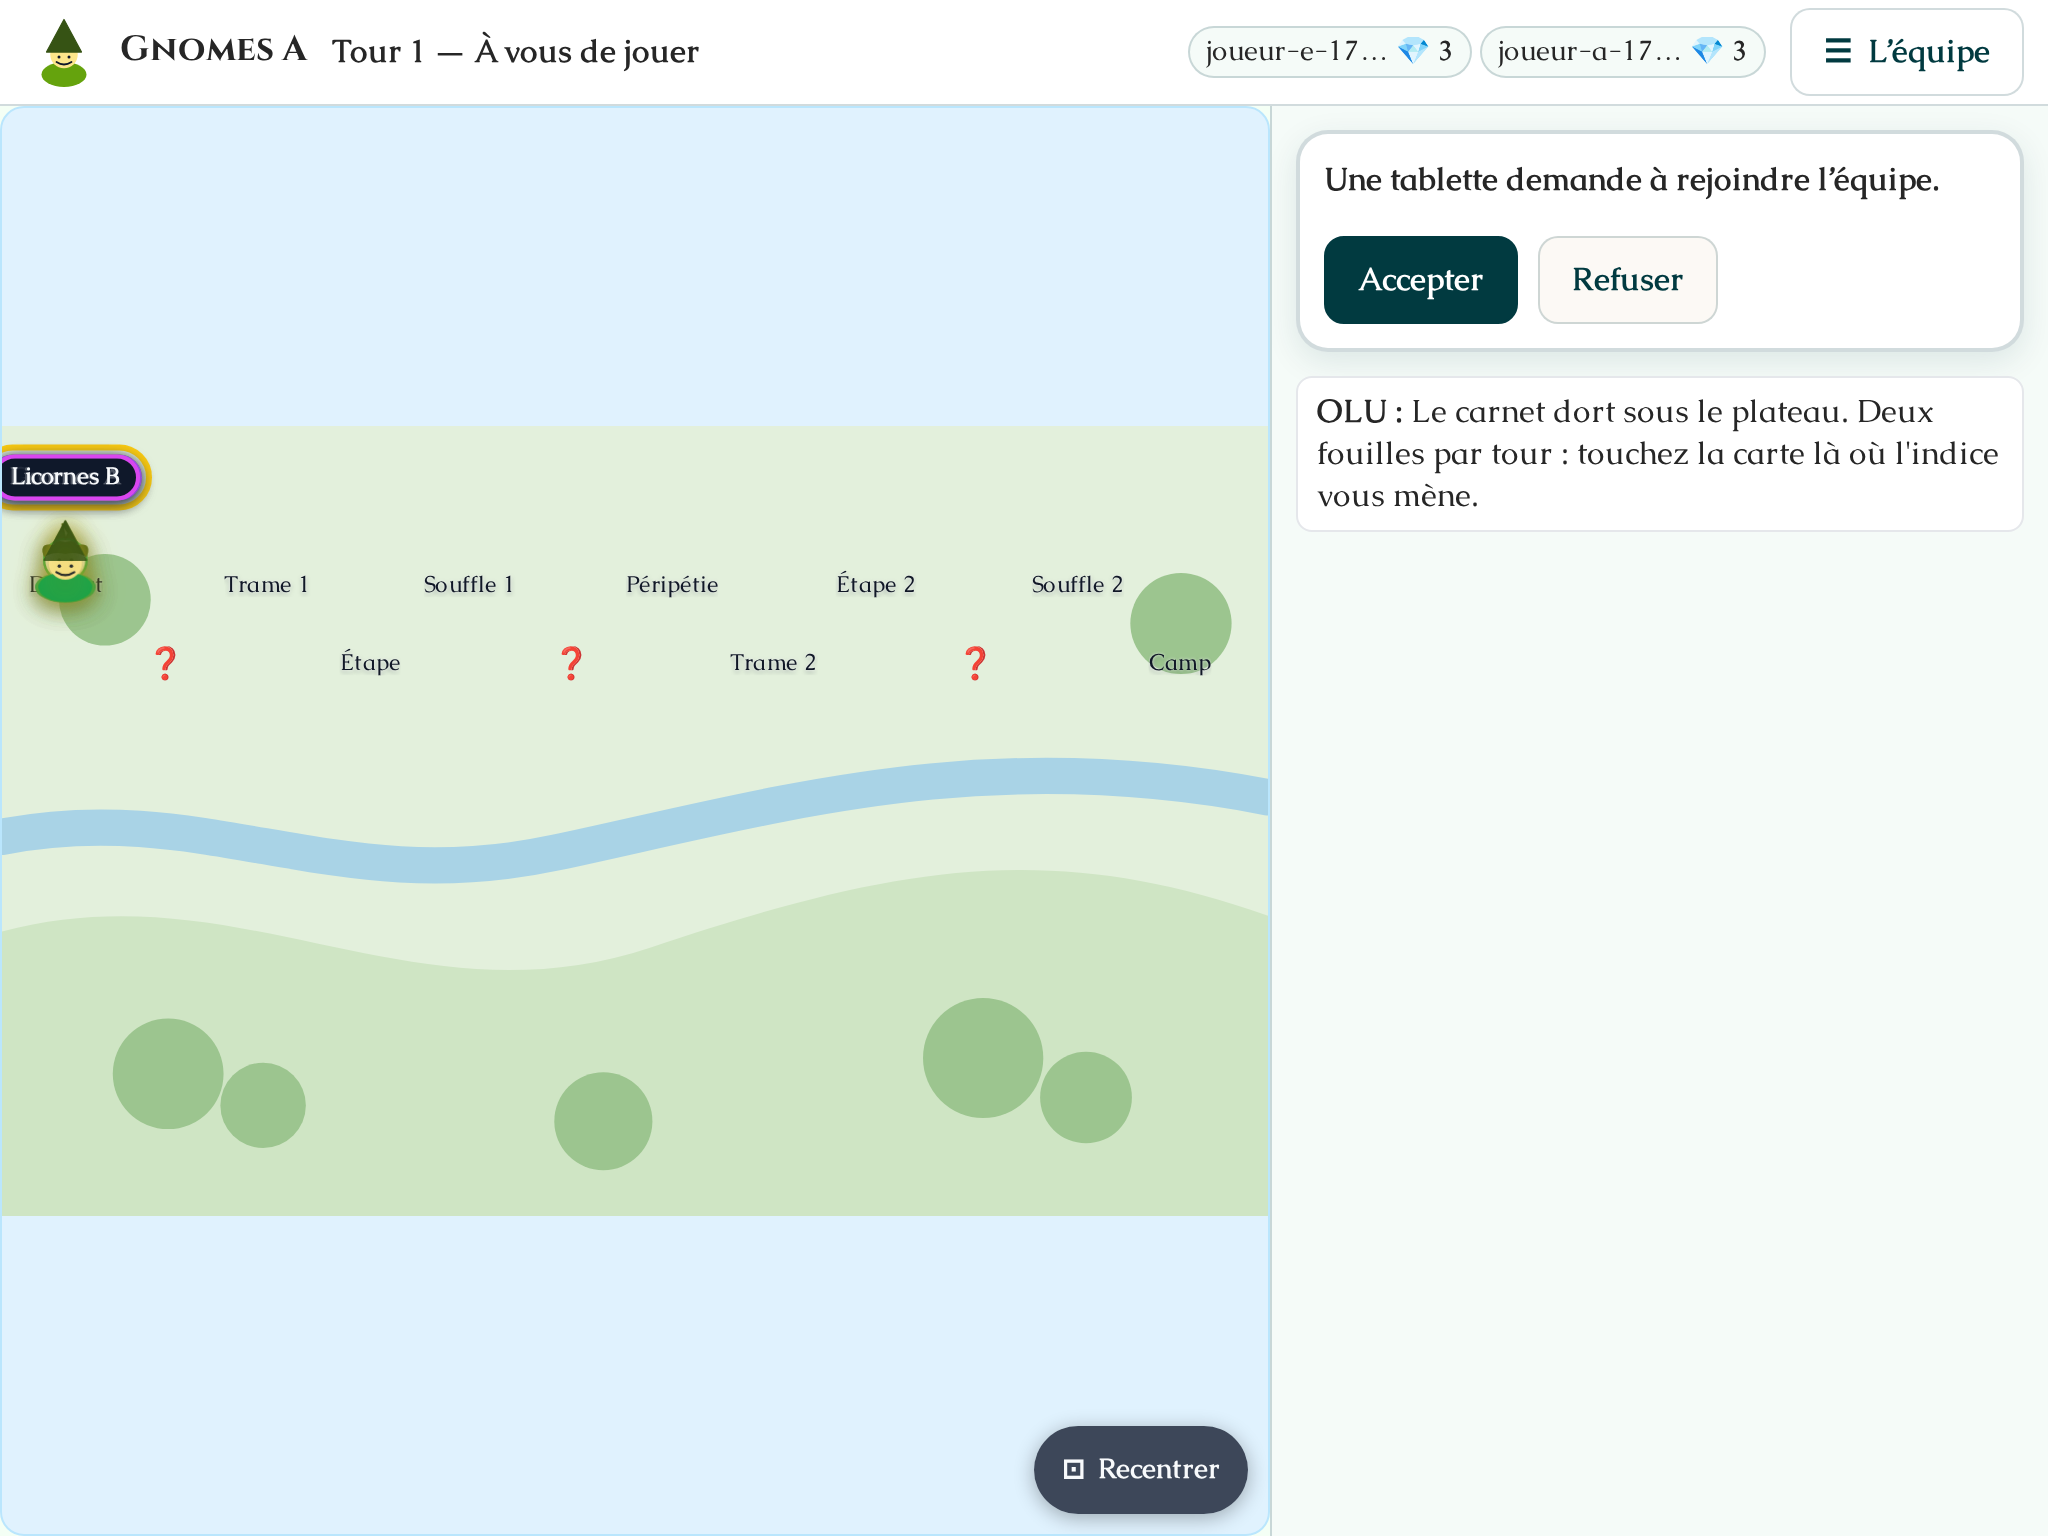 Gnomes A Tour 1 — À vous de jouer
joueur-e-17… 💎 3
joueur-a-17… 💎 3
☰ L’équipe
Licornes B
Trame 1
Souffle 1
Péripétie
Étape 2
Souffle 2
❓
Étape
❓
Trame 2
❓
Camp
Recentrer
Une tablette demande à rejoindre l’équipe.
Accepter
Refuser
OLU : Le carnet dort sous le plateau. Deux
fouilles par tour : touchez la carte là où l'indice
vous mène.